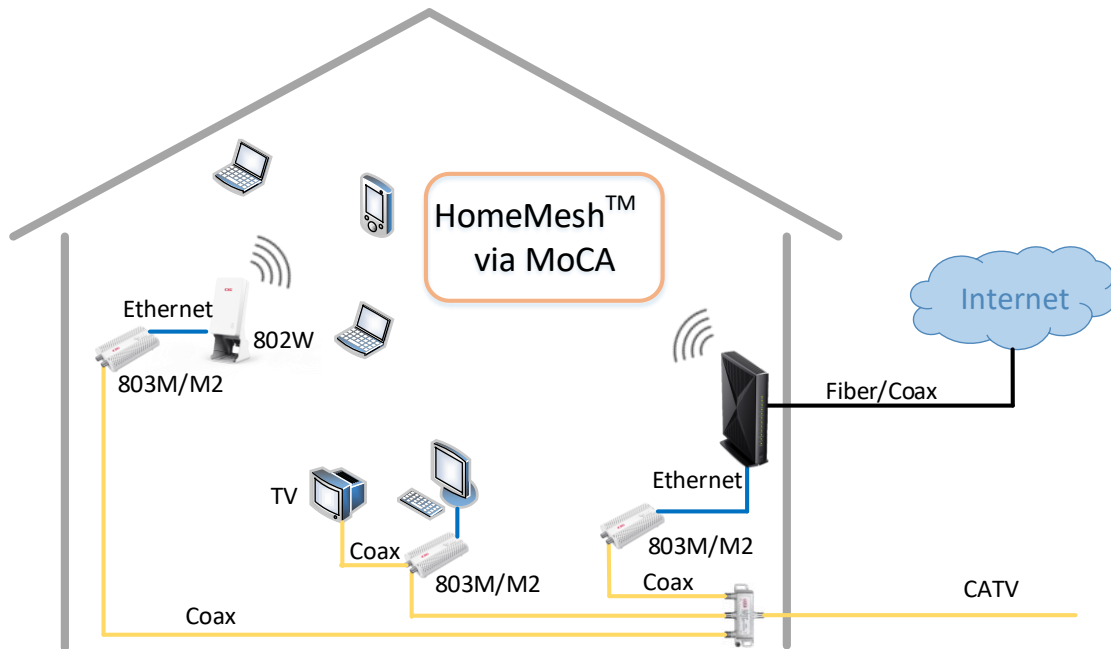 HomeMesh™
via MoCA
Internet
Ethernet
802W
803M/M2
Fiber/Coax
Ethernet
TV
803M/M2
Coax
803M/M2
Coax
CATV
Coax